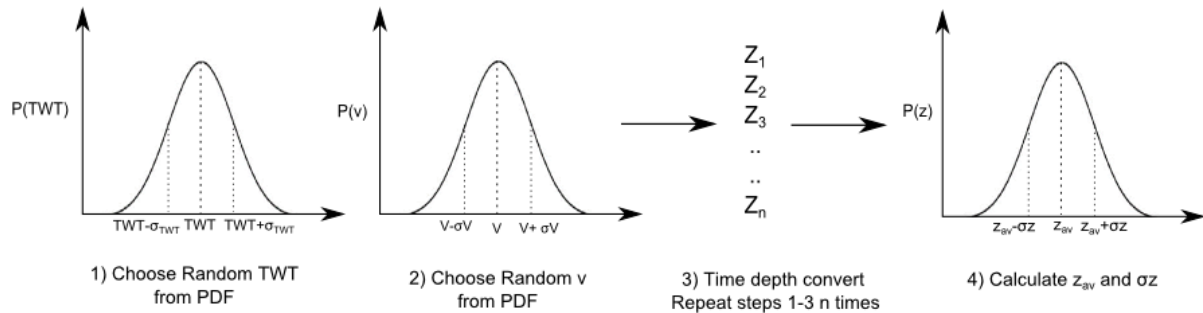 P(TWT)
TWT-σTWT TWT TWT+σTWT
1) Choose Random TWT
from PDF
P(v)
V-σV V V+ σV
2) Choose Random v
from PDF
Z1
Z2
Z3
..
..
Zn
3) Time depth convert
Repeat steps 1-3 n times
P(z)
zav-σz zav zav+σz
4) Calculate zav and σz